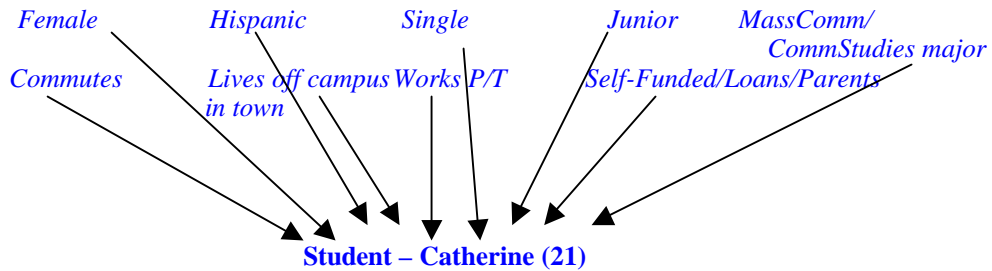 Female Hispanic Single Junior MassComm/
CommStudies major
Commutes Lives off campus Works P/T Self-Funded/Loans/Parents
in town
Student – Catherine (21)